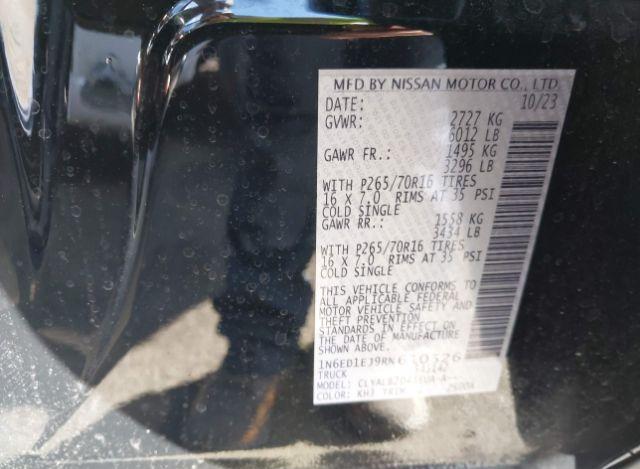 MFD BY NISSAN MOTOR CO., LTD
DATE: 10/23
GVWR: 2727 KG
6012 LB
GAWR FR.: 1495 KG
3296 LB
WITH P265/70R16 TIRES
16 X 7.0 RIMS AT 35 PSI
COLD SINGLE
GAWR RR.: 1558 KG
3434 LB
WITH P265/70R16 TIRES
16 X 7.0 RIMS AT 35 PSI
COLD SINGLE
THIS VEHICLE CONFORMS TO
ALL APPLICABLE FEDERAL
MOTOR VEHICLE SAFETY AND
THEFT PREVENTION
STANDARDS IN EFFECT ON
THE DATE OF MANUFACTURE
SHOWN ABOVE.
TRUCK
MODEL:
COLOR: KH3 TRIM